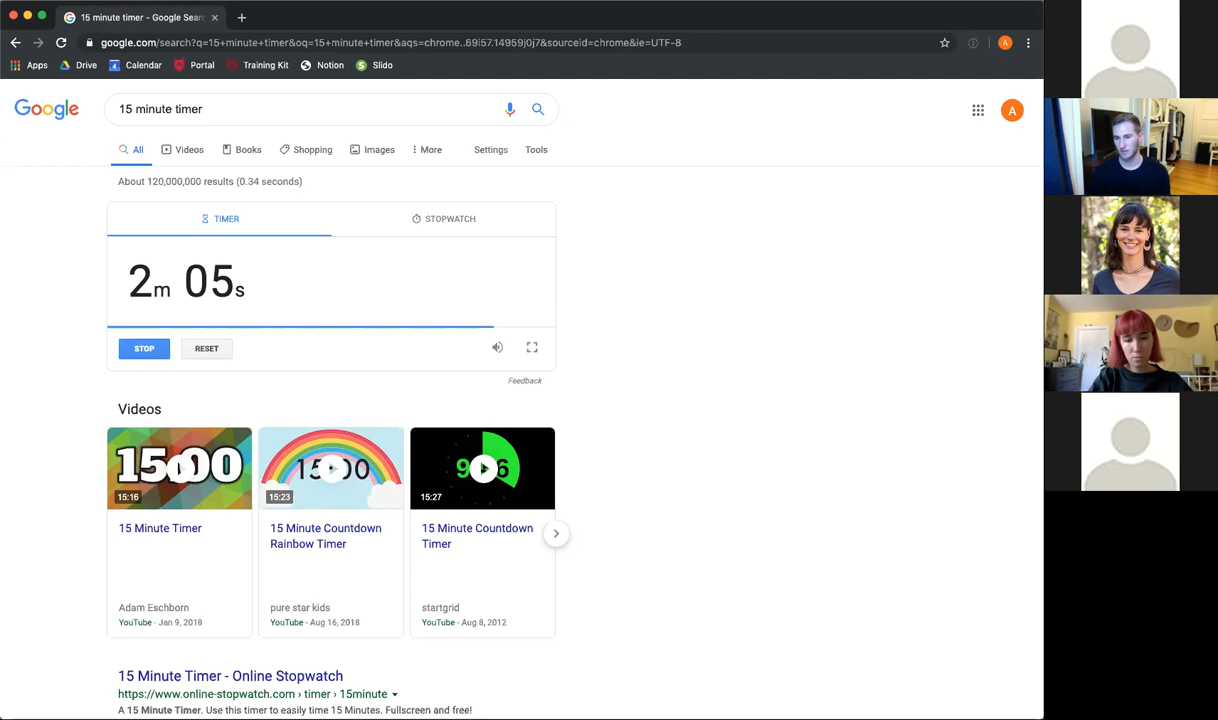 15 minute timer - Google Sear
google.com/search?q=15+minute+timer&oq=15+minute+timer&aqs=chrome..69i57.14959j0j7&sourceid=chrome&ie=UTF-8
A
Apps Drive Calendar Portal Training Kit Notion Slido
Google
15 minute timer
A
All Videos Books Shopping Images More Settings Tools
About 120,000,000 results (0.34 seconds)
TIMER STOPWATCH
2m 05s
STOP RESET
Feedback
Videos
15:00 15:00
15:16 15:23 15:27
15 Minute Timer
15 Minute Countdown
Rainbow Timer
15 Minute Countdown
Timer
Adam Eschborn
YouTube · Jan 9, 2018
pure star kids
YouTube · Aug 16, 2018
startgrid
YouTube · Aug 8, 2012
15 Minute Timer - Online Stopwatch
https://www.online-stopwatch.com › timer › 15minute
A 15 Minute Timer. Use this timer to easily time 15 Minutes. Fullscreen and free!